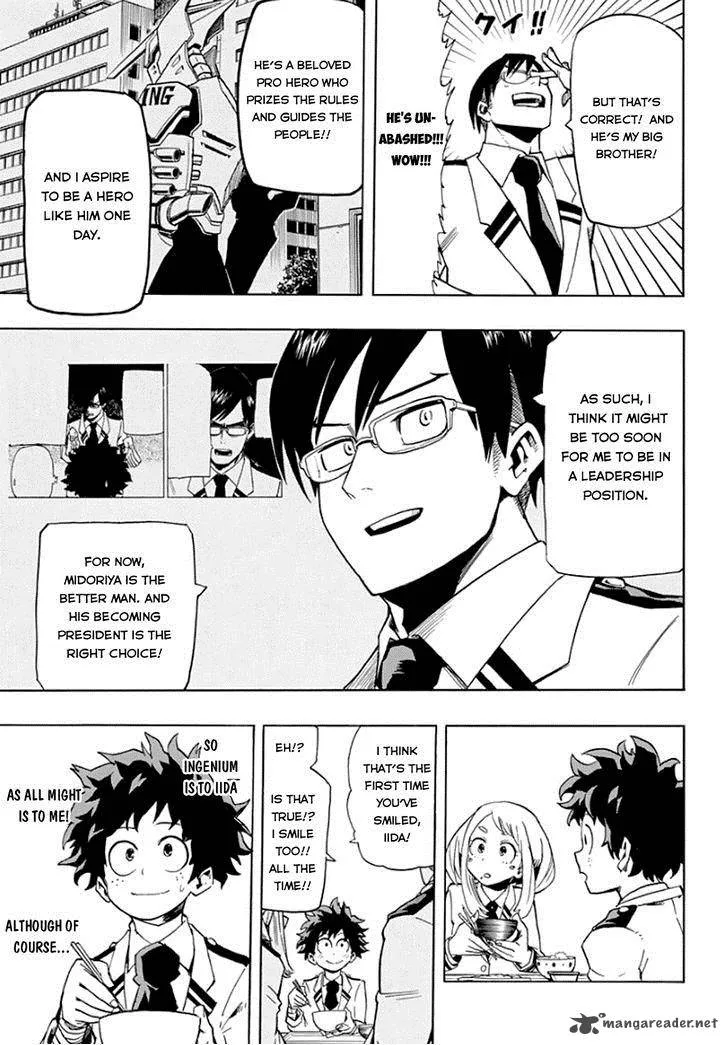 クイ!!
BUT THAT'S
CORRECT! AND
HE'S MY BIG
BROTHER!
HE'S UN-
ABASHED!!!
WOW!!!
HE'S A BELOVED
PRO HERO WHO
PRIZES THE RULES
AND GUIDES THE
PEOPLE!!
ING
AND I ASPIRE
TO BE A HERO
LIKE HIM ONE
DAY.
AS SUCH, I
THINK IT MIGHT
BE TOO SOON
FOR ME TO BE IN
A LEADERSHIP
POSITION.
FOR NOW,
MIDORIYA IS THE
BETTER MAN. AND
HIS BECOMING
PRESIDENT IS THE
RIGHT CHOICE!
I THINK
THAT'S THE
FIRST TIME
YOU'VE
SMILED,
IIDA!
EH!?
IS THAT
TRUE!?
I SMILE
TOO!!
ALL THE
TIME!!
SO
INGENIUM
IS TO IIDA
AS ALL MIGHT
IS TO ME!
ALTHOUGH OF
COURSE...
mangareader.net